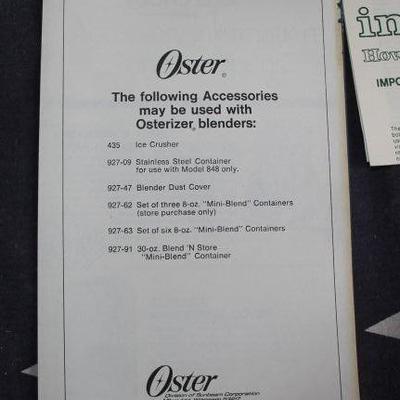 Oster®
The following Accessories
may be used with
Osterizer® blenders:
435 Ice Crusher
927-09 Stainless Steel Container
for use with Model 848 only.
927-47 Blender Dust Cover
927-62 Set of three 8-oz. "Mini-Blend" Containers
(store purchase only)
927-63 Set of six 8-oz. "Mini-Blend" Containers
927-91 30-oz. Blend 'N Store
"Mini-Blend" Container
Oster
Division of Sunbeam Corporation
in
How
IMPO